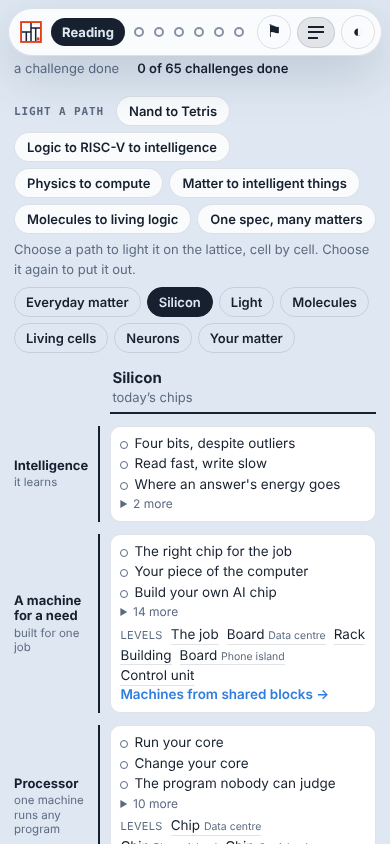 Reading
a challenge done 0 of 65 challenges done
LIGHT A PATH Nand to Tetris
Logic to RISC-V to intelligence
Physics to compute Matter to intelligent things
Molecules to living logic One spec, many matters
Choose a path to light it on the lattice, cell by cell. Choose
it again to put it out.
Everyday matter Silicon Light Molecules
Living cells Neurons Your matter
Silicon
today's chips
Intelligence
it learns
Four bits, despite outliers
Read fast, write slow
Where an answer's energy goes
2 more
A machine
for a need
built for one
job
The right chip for the job
Your piece of the computer
Build your own AI chip
14 more
LEVELS The job Board Data centre Rack
Building Board Phone island
Control unit
Machines from shared blocks →
Processor
one machine
runs any
program
Run your core
Change your core
The program nobody can judge
10 more
LEVELS Chip Data centre